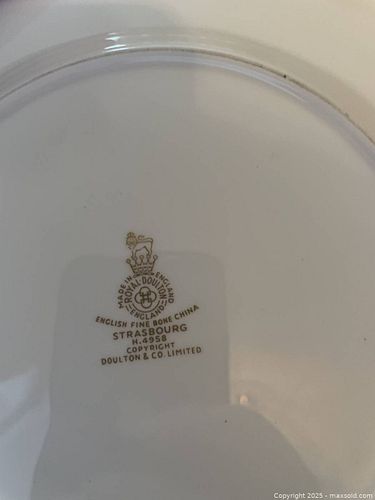 MADE IN ENGLAND
ROYAL DOULTON
ENGLAND
ENGLISH FINE BONE CHINA
STRASBOURG
H.4958
COPYRIGHT
DOULTON & CO. LIMITED
Copyright 2025 - maxsold.com